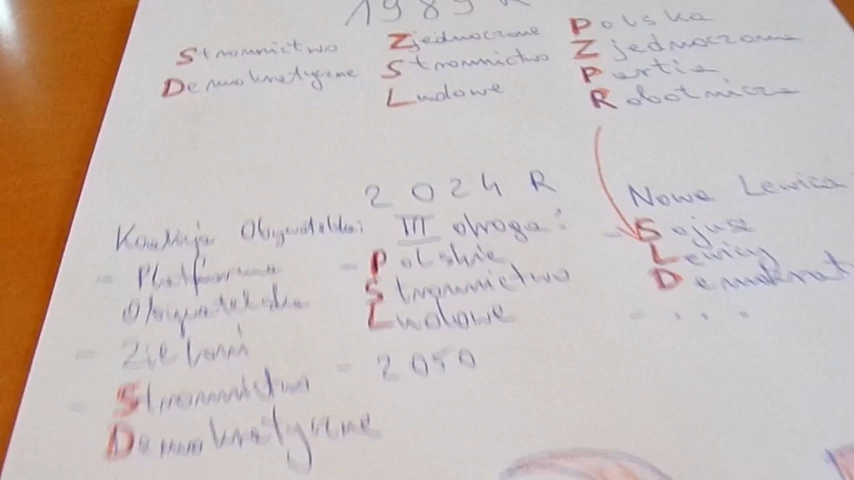 1989 R
Stronnictwo
Demokratyczne
Zjednoczone
Stronnictwo
Ludowe
Polska
Zjednoczona
Partia
Robotnicza
2024 R
Koalicja Obywatelska:
- Platforma
Obywatelska
- Zieloni
- Stronnictwo
Demokratyczne
III droga:
- Polskie
Stronnictwo
Ludowe
- 2050
Nowa Lewica
- Sojusz
Lewicy
Demokrat
- . . .